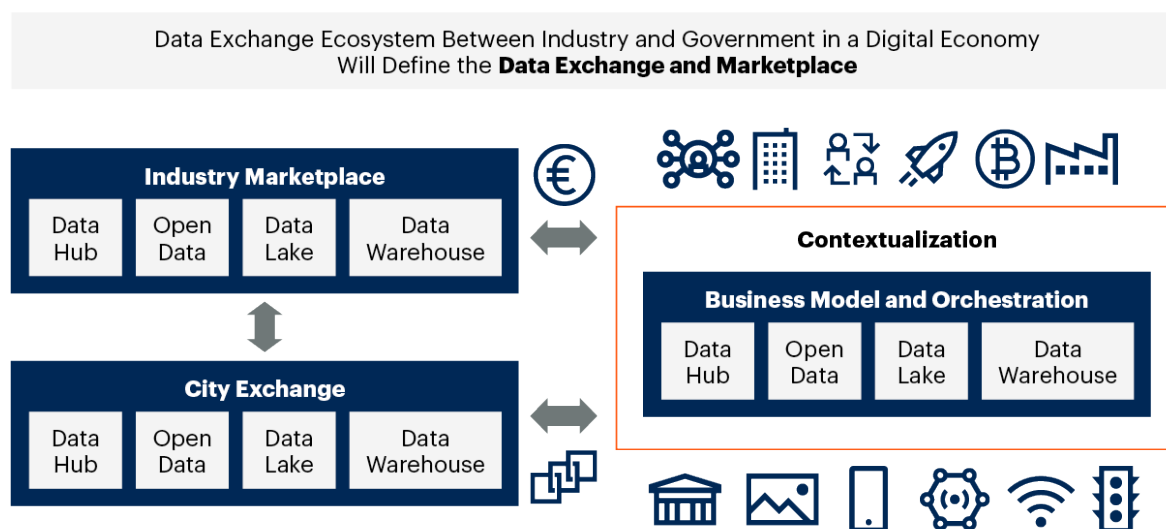 Data Exchange Ecosystem Between Industry and Government in a Digital Economy
Will Define the Data Exchange and Marketplace
Industry Marketplace
Data
Hub
Open
Data
Data
Lake
Data
Warehouse
€
City Exchange
Data
Hub
Open
Data
Data
Lake
Data
Warehouse
Contextualization
Business Model and Orchestration
Data
Hub
Open
Data
Data
Lake
Data
Warehouse